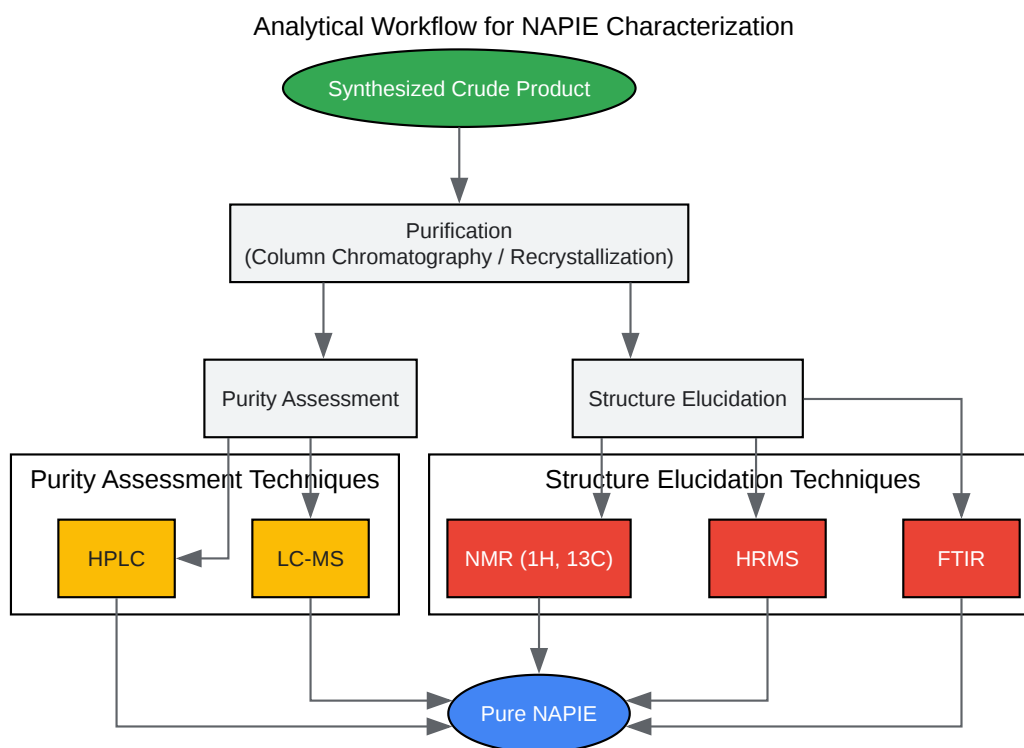 Analytical Workflow for NAPIE Characterization
Synthesized Crude Product
Purification
(Column Chromatography / Recrystallization)
Purity Assessment
Structure Elucidation
Purity Assessment Techniques
Structure Elucidation Techniques
HPLC
LC-MS
NMR (1H, 13C)
HRMS
FTIR
Pure NAPIE